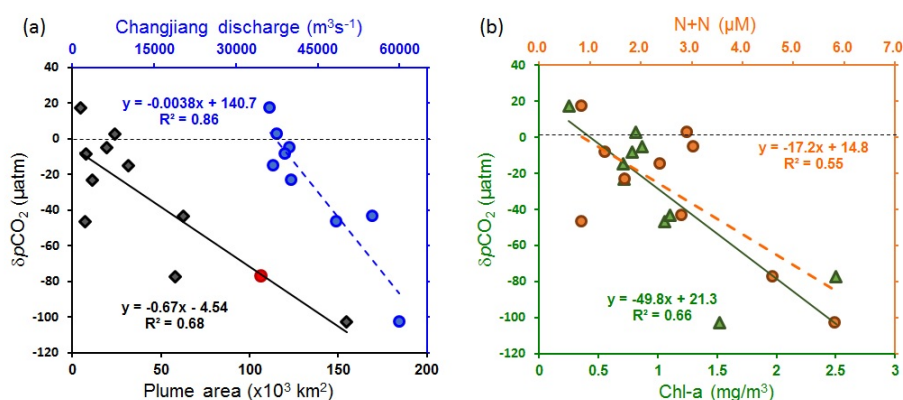 (a)
Changjiang discharge (m³s⁻¹)
0 15000 30000 45000 60000
40
20
0
-20
-40
-60
-80
-100
-120
δpCO₂ (µatm)
y = -0.0038x + 140.7
R² = 0.86
y = -0.67x - 4.54
R² = 0.68
0 50 100 150 200
Plume area (x10³ km²)
(b)
N+N (µM)
0.0 1.0 2.0 3.0 4.0 5.0 6.0 7.0
40
20
0
-20
-40
-60
-80
-100
-120
δpCO₂ (µatm)
y = -17.2x + 14.8
R² = 0.55
y = -49.8x + 21.3
R² = 0.66
0 0.5 1 1.5 2 2.5 3
Chl-a (mg/m³)